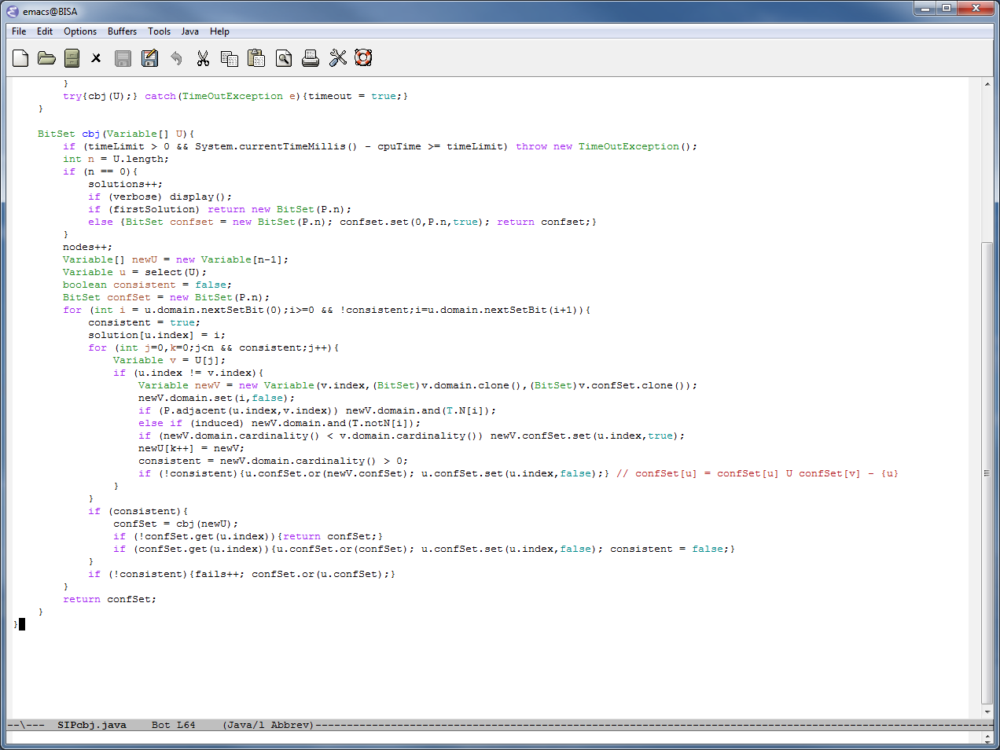 emacs@BISA
File Edit Options Buffers Tools Java Help
}
try{cbj(U);} catch(TimeOutException e){timeout = true;}
}
BitSet cbj(Variable[] U){
if (timeLimit > 0 && System.currentTimeMillis() - cpuTime >= timeLimit) throw new TimeOutException();
int n = U.length;
if (n == 0){
solutions++;
if (verbose) display();
if (firstSolution) return new BitSet(P.n);
else {BitSet confset = new BitSet(P.n); confset.set(0,P.n,true); return confset;}
}
nodes++;
Variable[] newU = new Variable[n-1];
Variable u = select(U);
boolean consistent = false;
BitSet confSet = new BitSet(P.n);
for (int i = u.domain.nextSetBit(0);i>=0 && !consistent;i=u.domain.nextSetBit(i+1)){
consistent = true;
solution[u.index] = i;
for (int j=0,k=0;j<n && consistent;j++){
Variable v = U[j];
if (u.index != v.index){
Variable newV = new Variable(v.index,(BitSet)v.domain.clone(),(BitSet)v.confSet.clone());
newV.domain.set(i,false);
if (P.adjacent(u.index,v.index)) newV.domain.and(T.N[i]);
else if (induced) newV.domain.and(T.notN[i]);
if (newV.domain.cardinality() < v.domain.cardinality()) newV.confSet.set(u.index,true);
newU[k++] = newV;
consistent = newV.domain.cardinality() > 0;
if (!consistent){u.confSet.or(newV.confSet); u.confSet.set(u.index,false);} // confSet[u] = confSet[u] U confSet[v] - {u}
}
}
if (consistent){
confSet = cbj(newU);
if (!confSet.get(u.index)){return confSet;}
if (confSet.get(u.index)){u.confSet.or(confSet); u.confSet.set(u.index,false); consistent = false;}
}
if (!consistent){fails++; confSet.or(u.confSet);}
}
return confSet;
}
}
--\--- SIPcbj.java Bot L64 (Java/l Abbrev)----------------------------------------------------------------------------------------------------